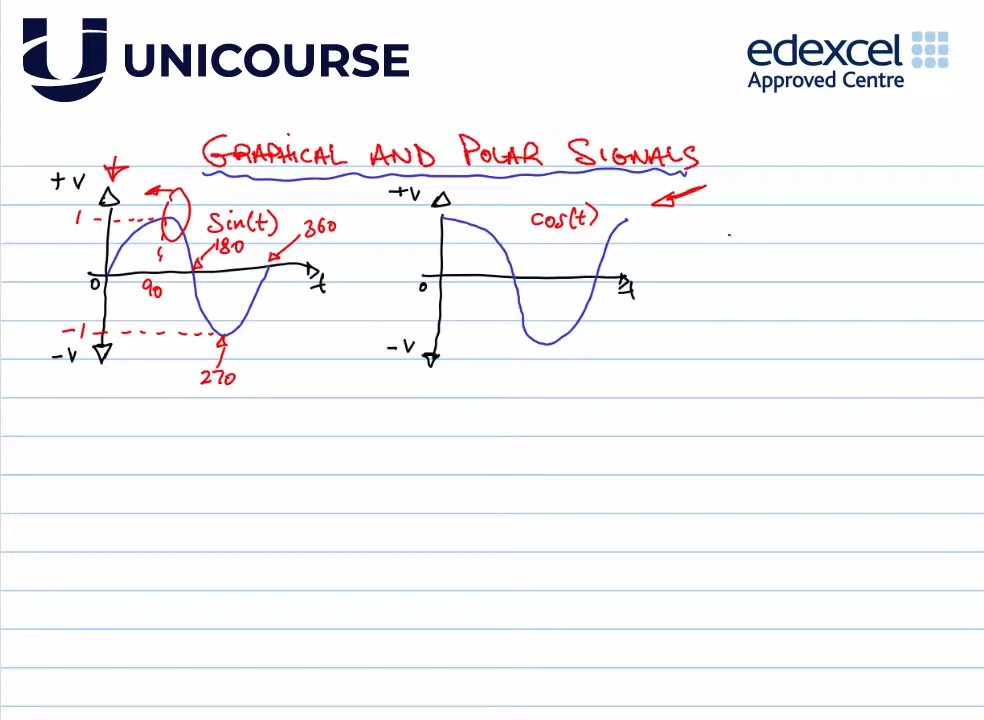 UNICOURSE
edexcel
Approved Centre
GRAPHICAL AND POLAR SIGNALS
+V
1
Sin(t)
180
360
0
90
t
-1
-V
270
+V
cos(t)
0
t
-V